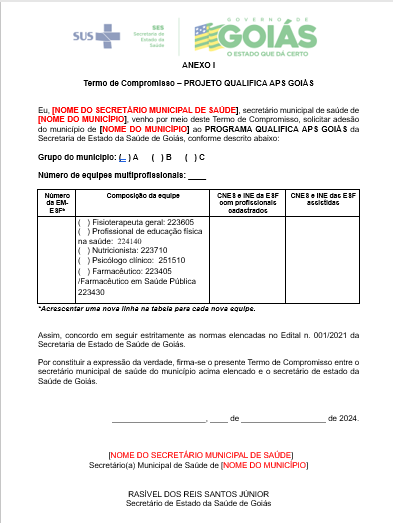 SUS
SES
Secretaria de
Estado da
Saúde
GOVERNO DE
GOIÁS
O ESTADO QUE DÁ CERTO
ANEXO I
Termo de Compromisso – PROJETO QUALIFICA APS GOIÁS
Eu, [NOME DO SECRETÁRIO MUNICIPAL DE SAÚDE], secretário municipal de saúde de
[NOME DO MUNICÍPIO], venho por meio deste Termo de Compromisso, solicitar adesão
do município de [NOME DO MUNICÍPIO] ao PROGRAMA QUALIFICA APS GOIÁS da
Secretaria de Estado da Saúde de Goiás, conforme descrito abaixo:
Grupo do município: (_ ) A ( ) B ( ) C
Número de equipes multiprofissionais: ____
Número
da EM-
ESF*
Composição da equipe
CNES e INE da ESF
com profissionais
cadastrados
CNES e INE das ESF
assistidas
( ) Fisioterapeuta geral: 223605
( ) Profissional de educação física
na saúde: 224140
( ) Nutricionista: 223710
( ) Psicólogo clínico: 251510
( ) Farmacêutico: 223405
/Farmacêutico em Saúde Pública
223430
*Acrescentar uma nova linha na tabela para cada nova equipe.
Assim, concordo em seguir estritamente as normas elencadas no Edital n. 001/2021 da
Secretaria de Estado da Saúde de Goiás.
Por constituir a expressão da verdade, firma-se o presente Termo de Compromisso entre o
secretário municipal de saúde do município acima elencado e o secretário de estado da
Saúde de Goiás.
_____________________, ____ de ___________________ de 2024.
[NOME DO SECRETÁRIO MUNICIPAL DE SAÚDE]
Secretário(a) Municipal de Saúde de [NOME DO MUNICÍPIO]
RASÍVEL DOS REIS SANTOS JÚNIOR
Secretário de Estado da Saúde de Goiás